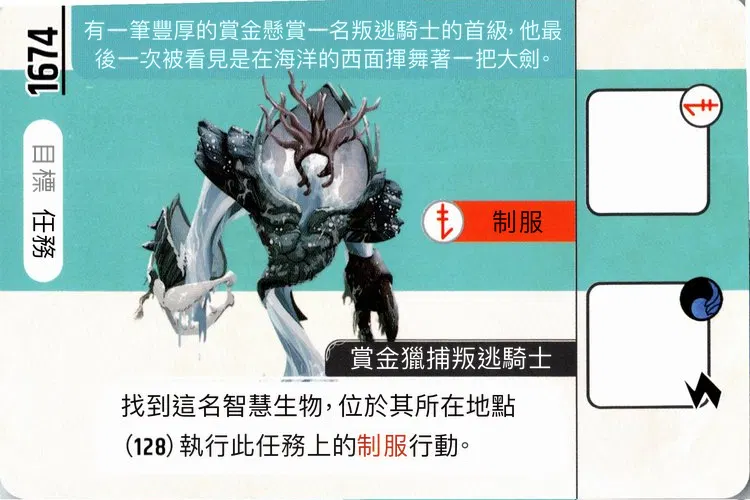 1674
有一筆豐厚的賞金懸賞一名叛逃騎士的首級，他最
後一次被看見是在海洋的西面揮舞著一把大劍。
目標 任務
制服
賞金獵捕叛逃騎士
找到這名智慧生物，位於其所在地點
（128）執行此任務上的制服行動。